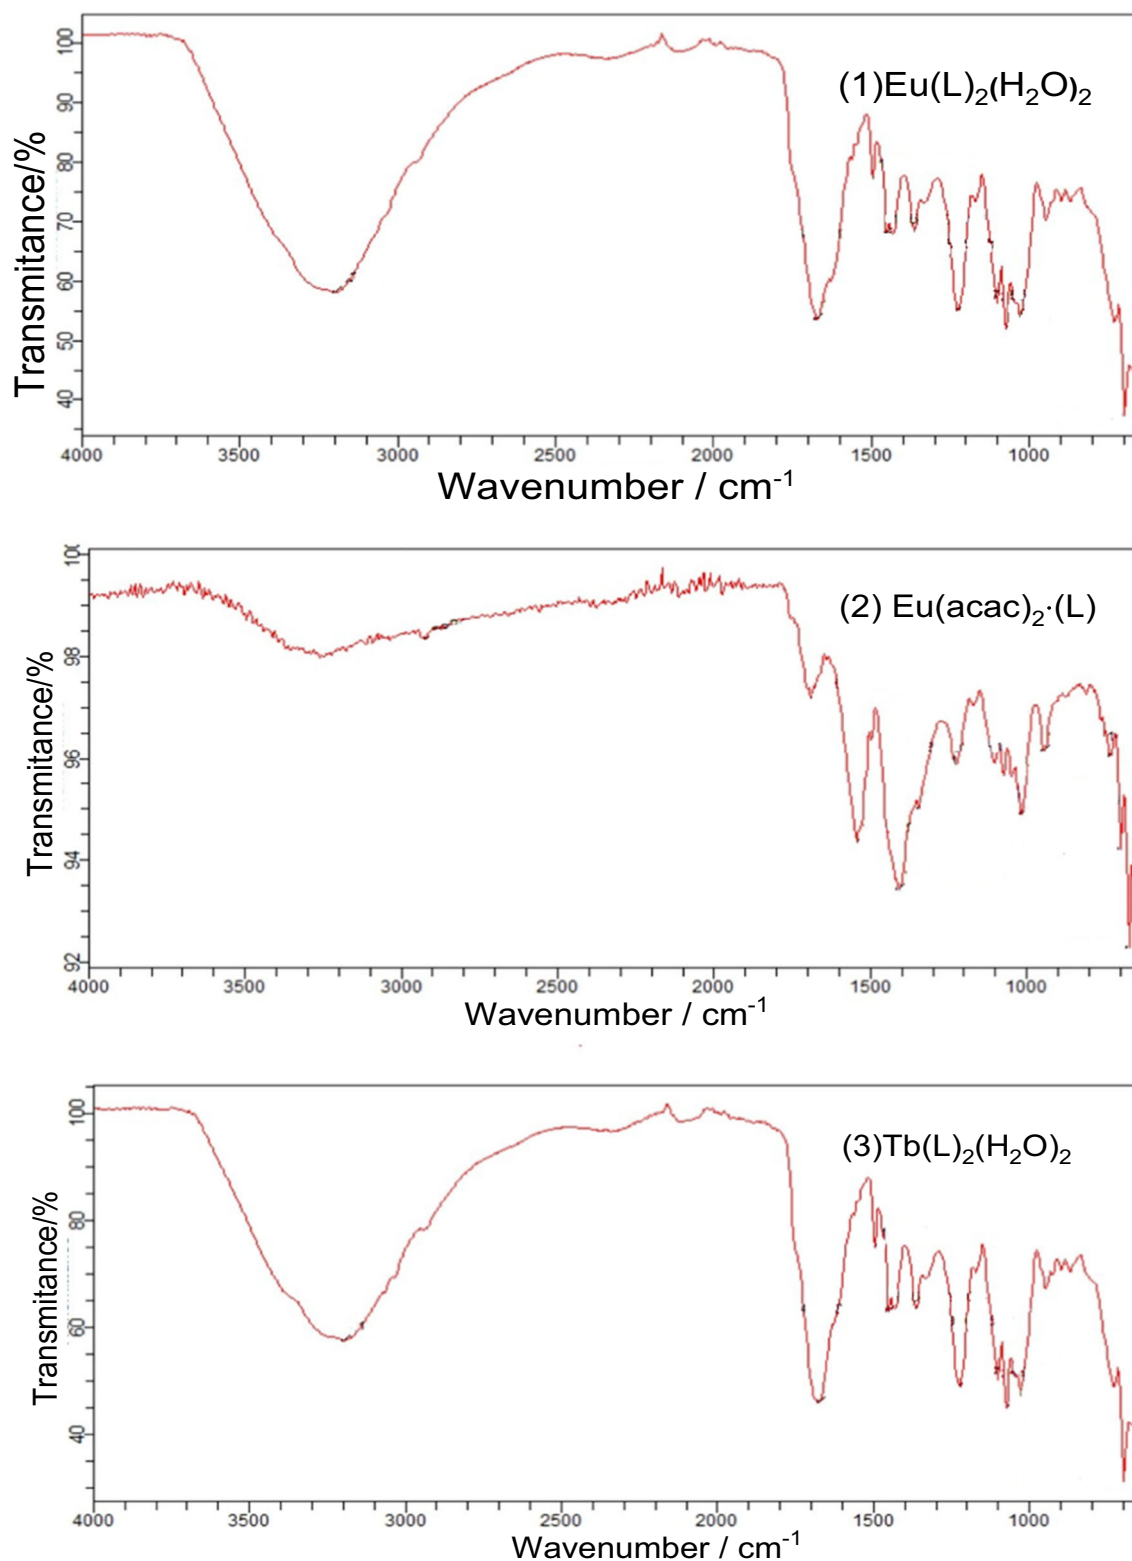 (1)Eu(L)₂(H₂O)₂
Transmitance/%
100
90
80
70
60
50
40
4000 3500 3000 2500 2000 1500 1000
Wavenumber / cm⁻¹
(2) Eu(acac)₂·(L)
Transmitance/%
98
96
94
92
4000 3500 3000 2500 2000 1500 1000
Wavenumber / cm⁻¹
(3)Tb(L)₂(H₂O)₂
Transmitance/%
100
80
60
40
4000 3500 3000 2500 2000 1500 1000
Wavenumber / cm⁻¹